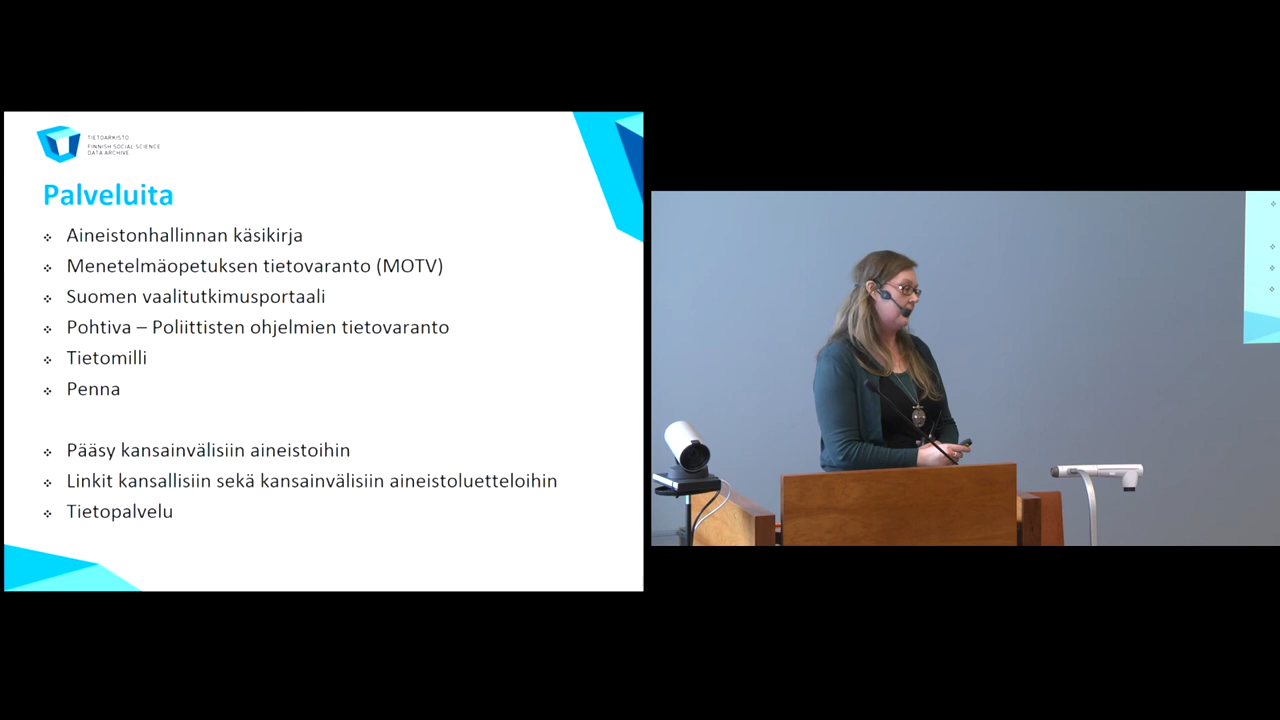 TIETOARKISTO
FINNISH SOCIAL SCIENCE
DATA ARCHIVE
Palveluita
Aineistonhallinnan käsikirja
Menetelmäopetuksen tietovaranto (MOTV)
Suomen vaalitutkimusportaali
Pohtiva – Poliittisten ohjelmien tietovaranto
Tietomilli
Penna
Pääsy kansainvälisiin aineistoihin
Linkit kansallisiin sekä kansainvälisiin aineistoluetteloihin
Tietopalvelu